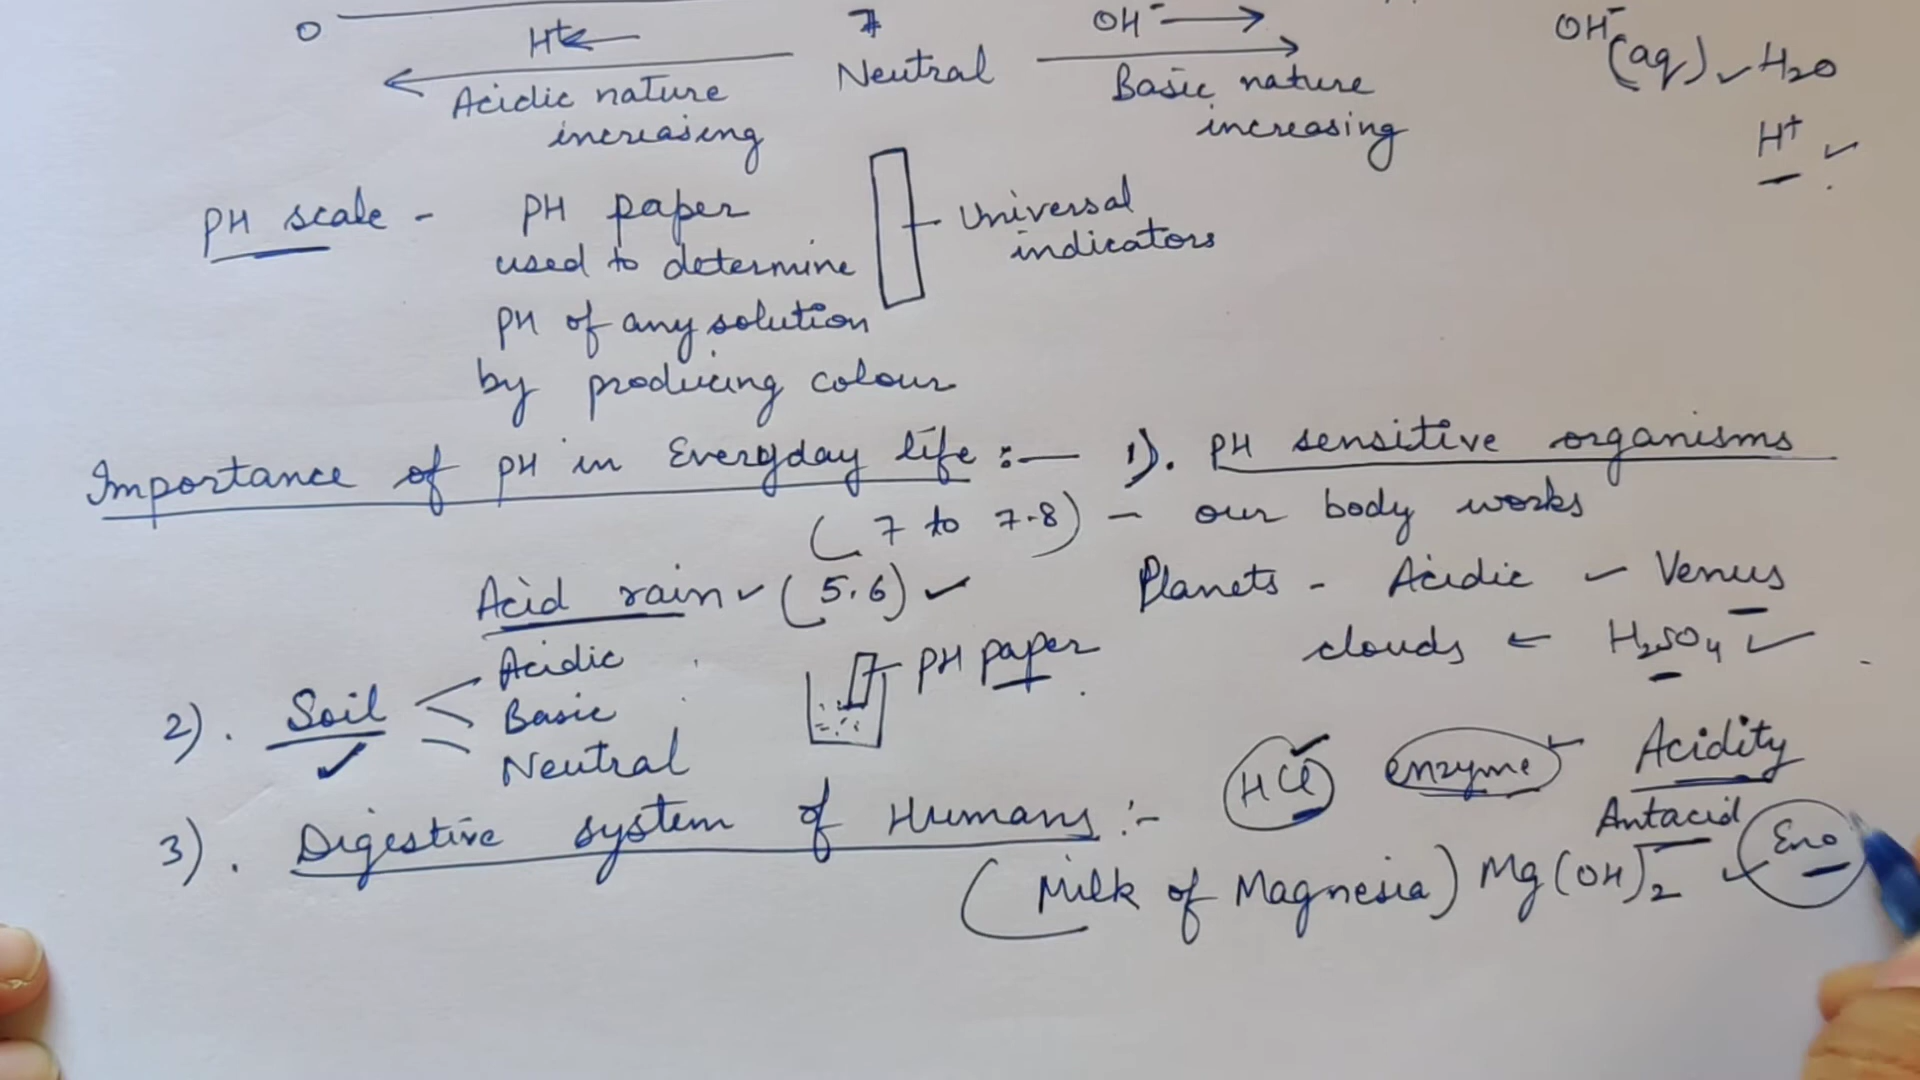 0 H+ 7 OH-
Acidic nature increasing Neutral Basic nature increasing
OH-(aq) H2O
H+
PH scale - PH paper
used to determine
PH of any solution
by producing colour
Universal
indicators
Importance of pH in Everyday life :— 1). PH sensitive organisms
(7 to 7.8) - our body works
Acid rain (5.6)
Planets - Acidic Venus
clouds ← H2SO4
2). Soil
Acidic
Basic
Neutral
PH paper
3). Digestive system of Humans :-
HCl enzyme Acidity
Antacid
(Milk of Magnesia) Mg(OH)2 Eno